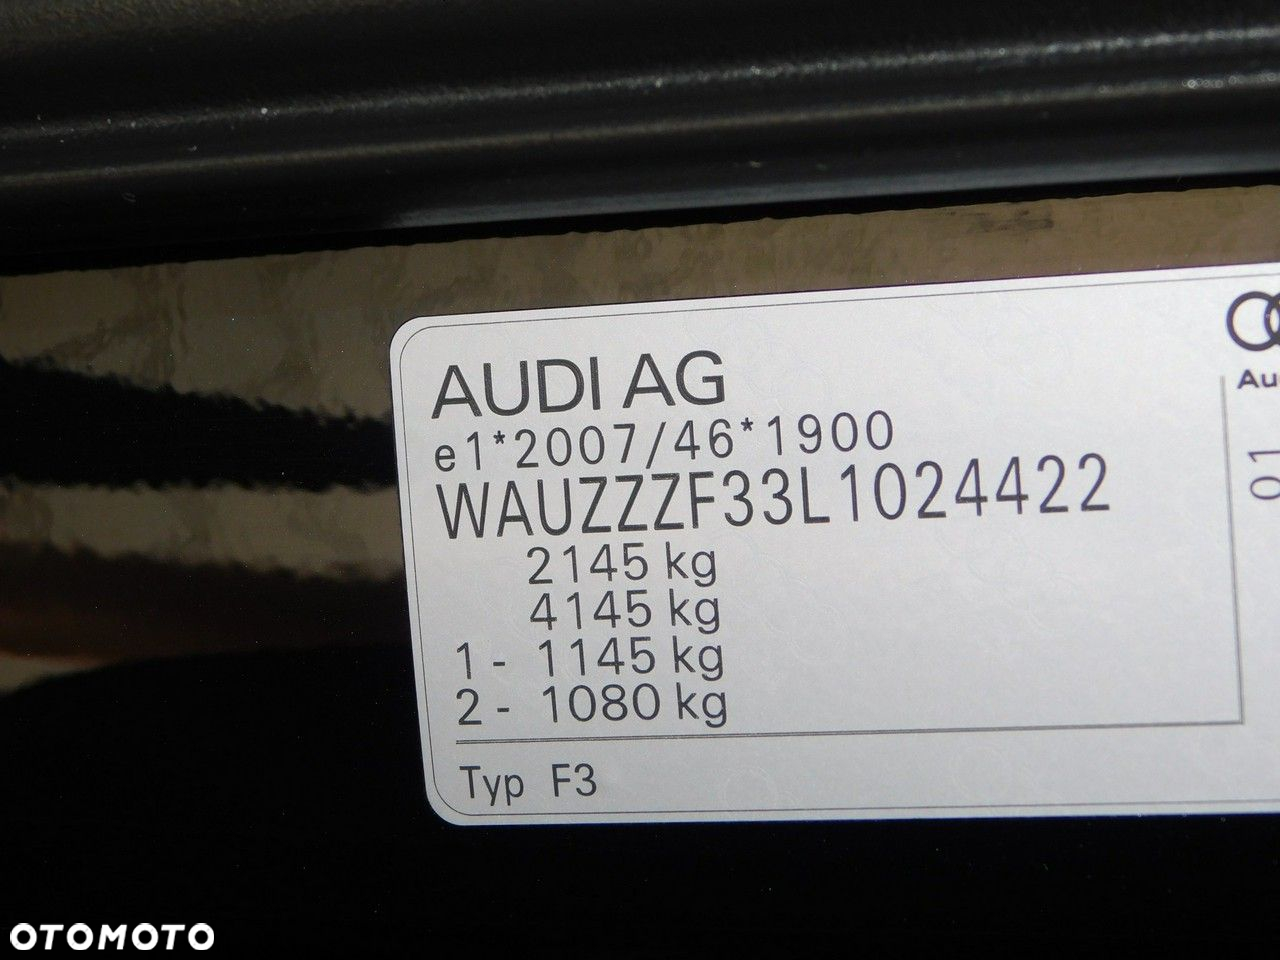 AUDI AG
e1*2007/46*1900
WAUZZZF33L1024422
2145 kg
4145 kg
1 - 1145 kg
2 - 1080 kg
Typ F3
Au
01
OTOMOTO